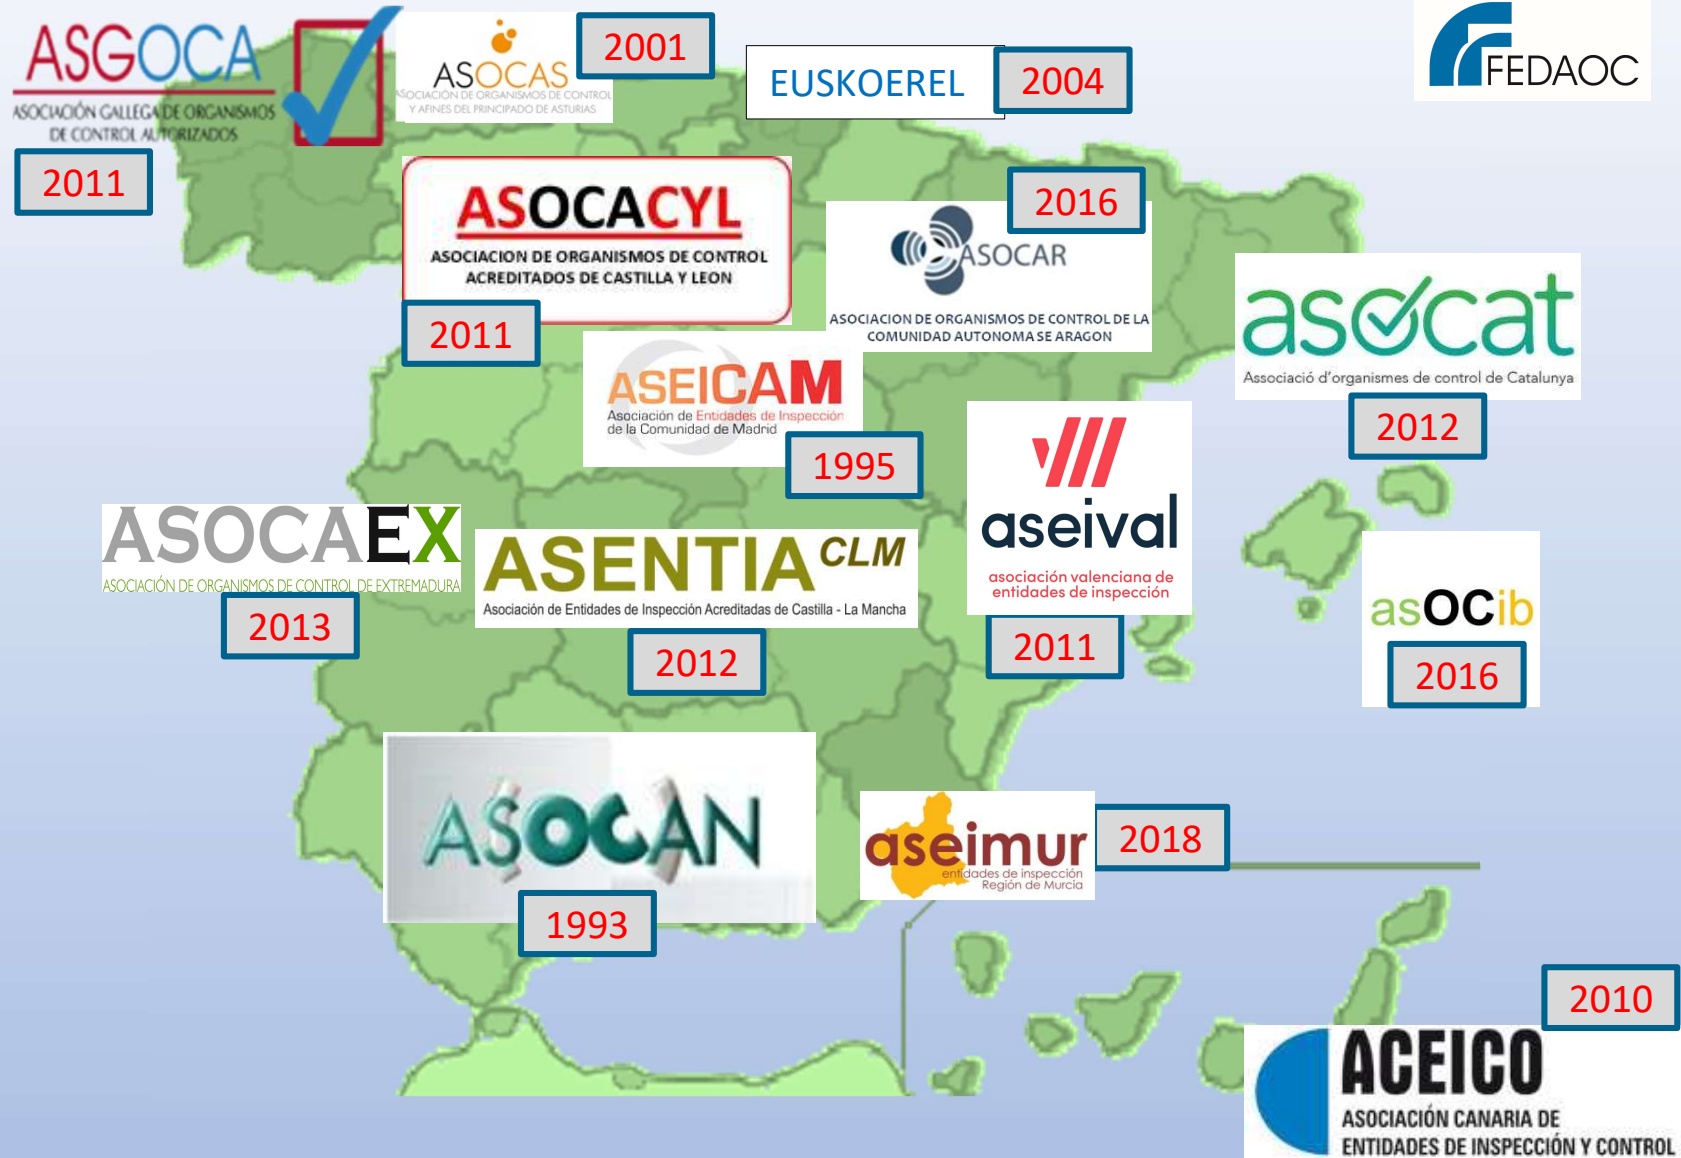 ASGOCA
ASOCIACIÓN GALLEGA DE ORGANISMOS
DE CONTROL AUTORIZADOS
2011
ASOCAS
ASOCIACIÓN DE ORGANISMOS DE CONTROL
Y AFINES DEL PRINCIPADO DE ASTURIAS
2001
EUSKOEREL
2004
FEDAOC
ASOCACYL
ASOCIACION DE ORGANISMOS DE CONTROL
ACREDITADOS DE CASTILLA Y LEON
2011
2016
ASOCAR
ASOCIACION DE ORGANISMOS DE CONTROL DE LA
COMUNIDAD AUTONOMA SE ARAGON
asocat
Associació d'organismes de control de Catalunya
2012
ASEICAM
Asociación de Entidades de Inspección
de la Comunidad de Madrid
1995
aseival
asociación valenciana de
entidades de inspección
2011
ASOCAEX
ASOCIACIÓN DE ORGANISMOS DE CONTROL DE EXTREMADURA
2013
ASENTIA CLM
Asociación de Entidades de Inspección Acreditadas de Castilla - La Mancha
2012
asOCib
2016
ASOCAN
1993
aseimur
entidades de inspección
Región de Murcia
2018
2010
ACEICO
ASOCIACIÓN CANARIA DE
ENTIDADES DE INSPECCIÓN Y CONTROL